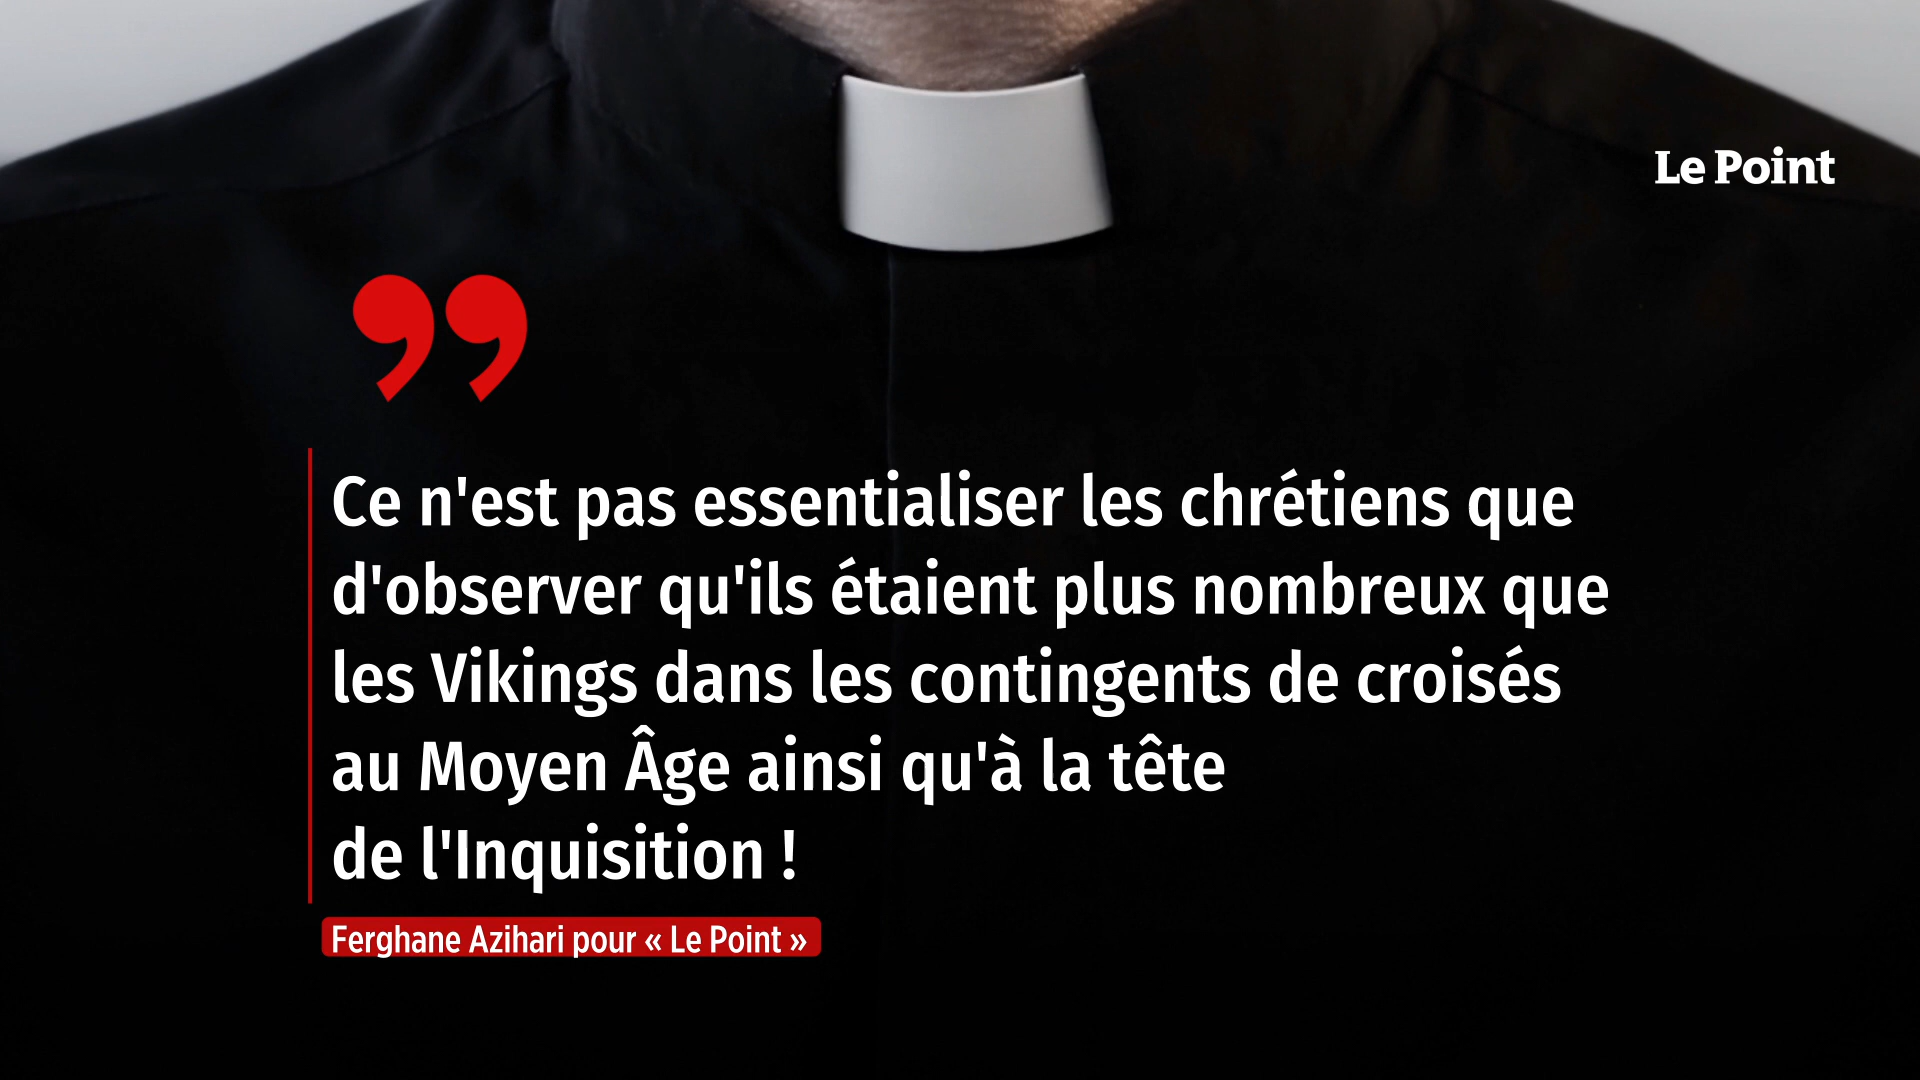 Le Point
”
Ce n'est pas essentialiser les chrétiens que
d'observer qu'ils étaient plus nombreux que
les Vikings dans les contingents de croisés
au Moyen Âge ainsi qu'à la tête
de l'Inquisition !
Ferghane Azihari pour « Le Point »